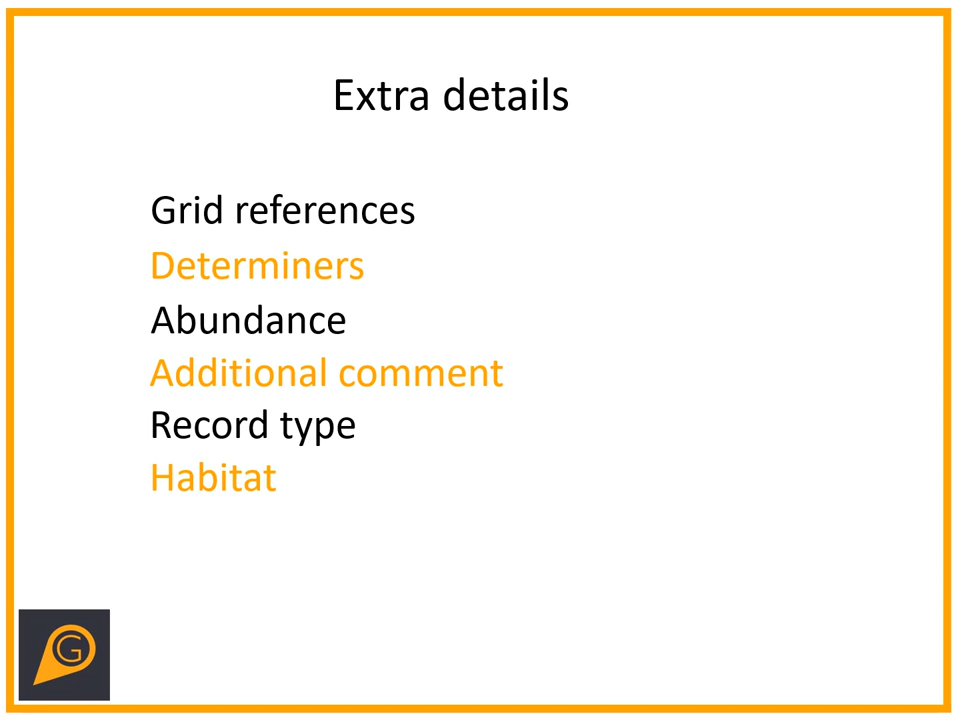 Extra details
Grid references
Determiners
Abundance
Additional comment
Record type
Habitat
G